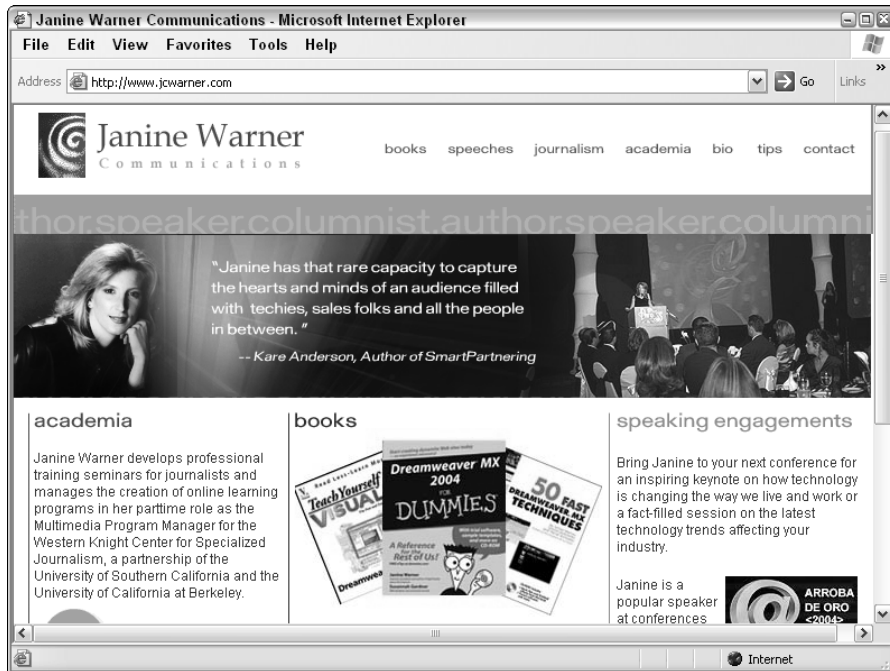 Janine Warner Communications - Microsoft Internet Explorer
File Edit View Favorites Tools Help
Address http://www.jcwarner.com Go Links
Janine Warner
Communications
books speeches journalism academia bio tips contact
thor.speaker.columnist.author.speaker.columni
"Janine has that rare capacity to capture
the hearts and minds of an audience filled
with techies, sales folks and all the people
in between. "
-- Kare Anderson, Author of SmartPartnering
academia
Janine Warner develops professional
training seminars for journalists and
manages the creation of online learning
programs in her parttime role as the
Multimedia Program Manager for the
Western Knight Center for Specialized
Journalism, a partnership of the
University of Southern California and the
University of California at Berkeley.
books
Teach Yourself
VISUAL
Dreamweaver
Dreamweaver MX
2004
FOR
DUMMIES
A Reference
for the
Rest of Us!
Janine Warner
50 FAST
DREAMWEAVER MX
TECHNIQUES
speaking engagements
Bring Janine to your next conference for
an inspiring keynote on how technology
is changing the way we live and work or
a fact-filled session on the latest
technology trends affecting your
industry.
Janine is a
popular speaker
at conferences
ARROBA
DE ORO
<2004>
Internet